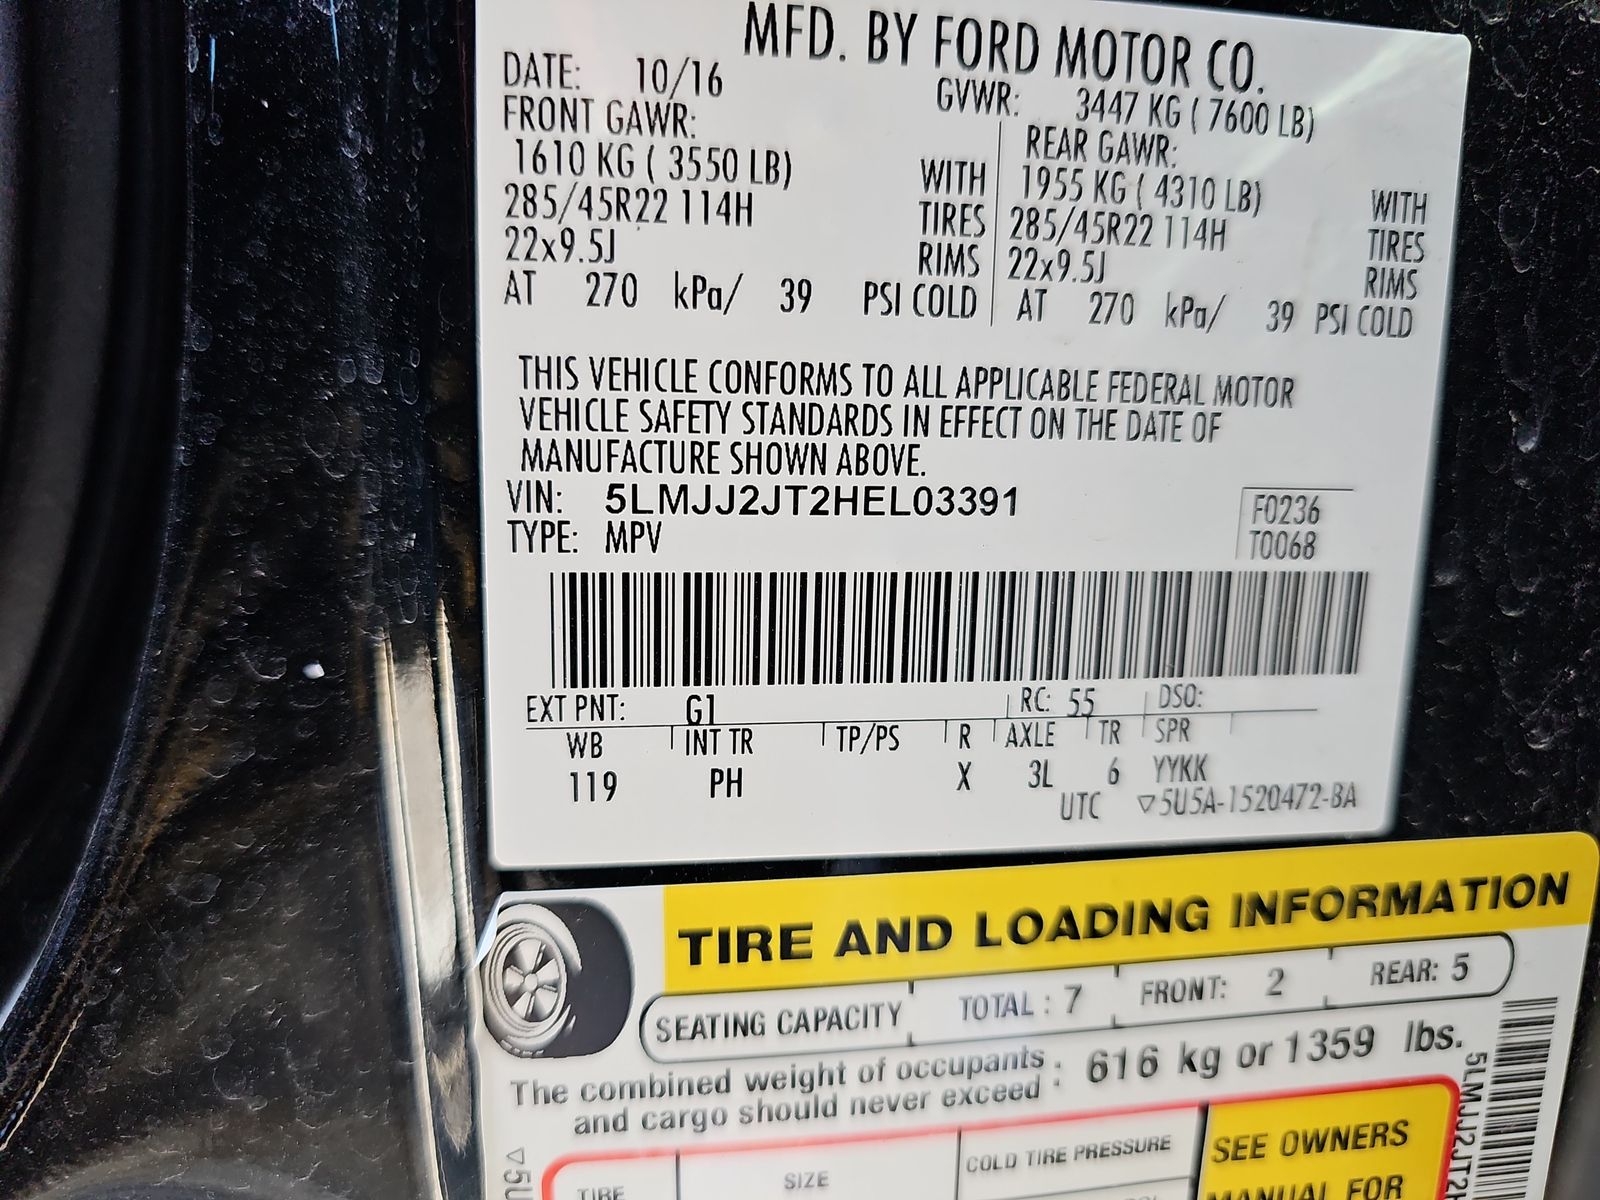 MFD. BY FORD MOTOR CO.
DATE: 10/16 GVWR: 3447 KG ( 7600 LB)
FRONT GAWR: REAR GAWR:
1610 KG ( 3550 LB) WITH 1955 KG ( 4310 LB) WITH
285/45R22 114H TIRES 285/45R22 114H TIRES
22x9.5J RIMS 22x9.5J RIMS
AT 270 kPa/ 39 PSI COLD AT 270 kPa/ 39 PSI COLD
THIS VEHICLE CONFORMS TO ALL APPLICABLE FEDERAL MOTOR
VEHICLE SAFETY STANDARDS IN EFFECT ON THE DATE OF
MANUFACTURE SHOWN ABOVE.
VIN: 5LMJJ2JT2HEL03391 F0236
TYPE: MPV T0068
EXT PNT: G1 RC: 55 DSO:
WB INT TR TP/PS R AXLE TR SPR
119 PH X 3L 6 YYKK
UTC ▽5U5A-1520472-BA
TIRE AND LOADING INFORMATION
SEATING CAPACITY TOTAL : 7 FRONT: 2 REAR: 5
The combined weight of occupants
and cargo should never exceed : 616 kg or 1359 lbs.
TIRE SIZE COLD TIRE PRESSURE SEE OWNERS
MANUAL FOR
5LMJJ2JT2
▽5U